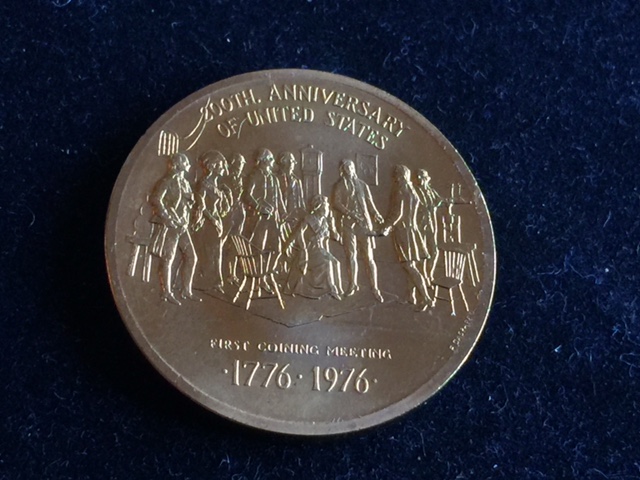 200TH. ANNIVERSARY
OF UNITED STATES
FIRST COINING MEETING
·1776·1976·